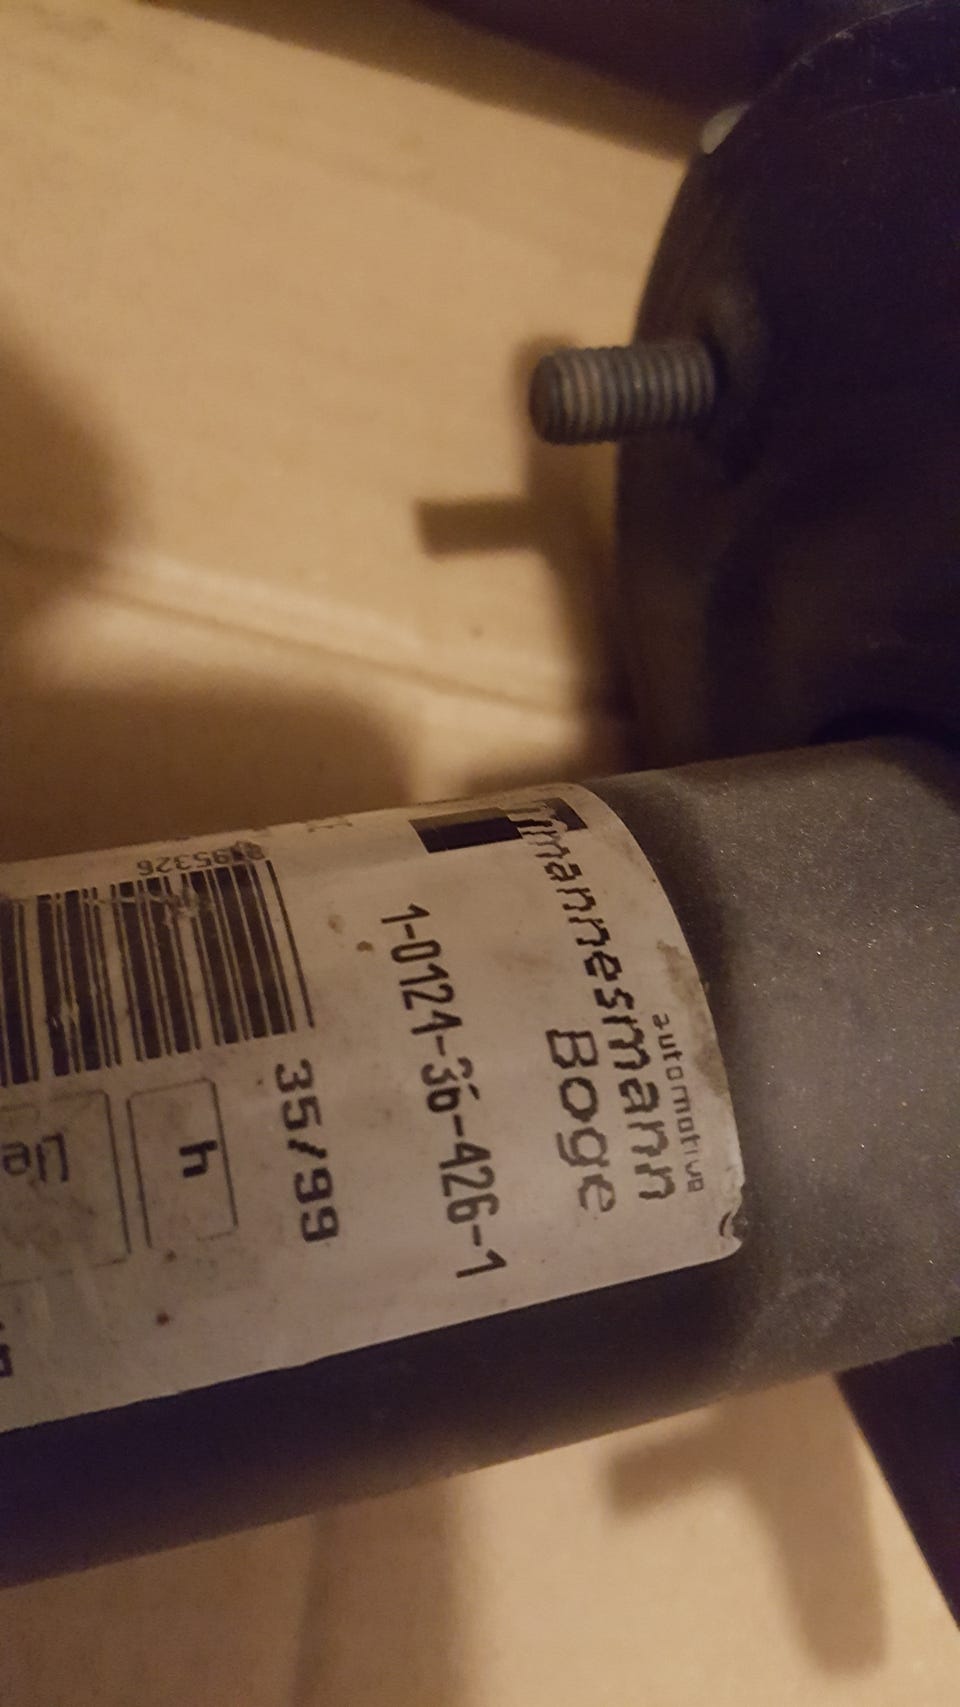 mannesmann
automotive
Boge
1-0124-36-426-1
35/99
h